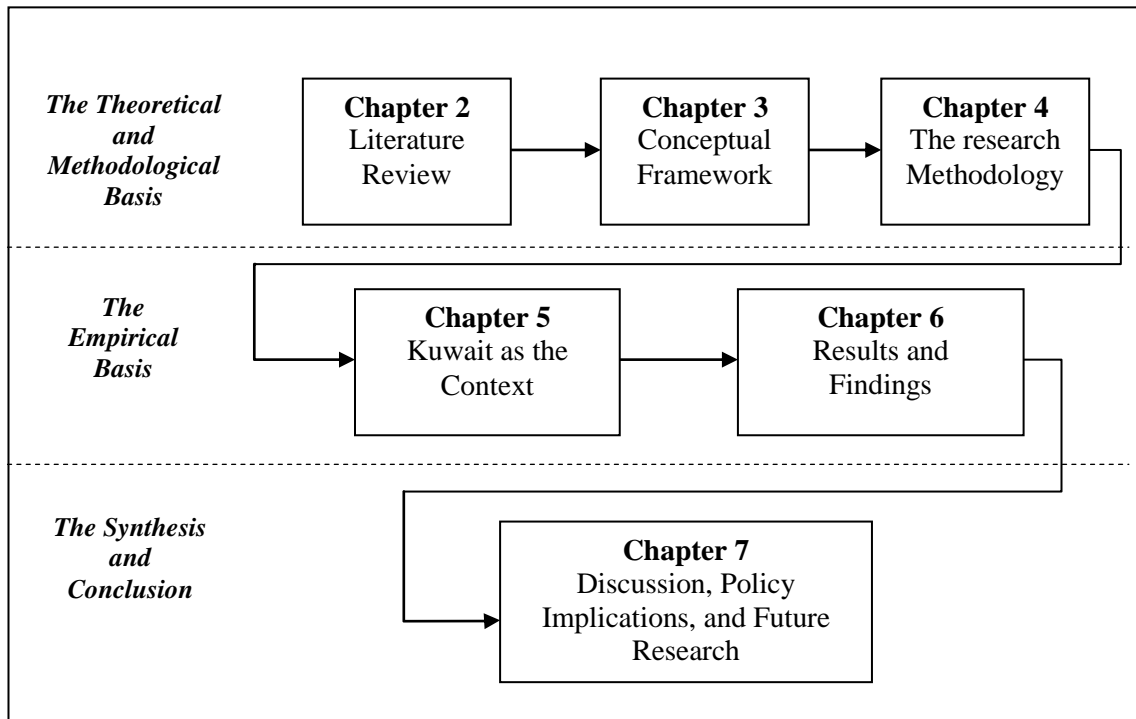 The Theoretical
and
Methodological
Basis
Chapter 2
Literature
Review
Chapter 3
Conceptual
Framework
Chapter 4
The research
Methodology
The
Empirical
Basis
Chapter 5
Kuwait as the
Context
Chapter 6
Results and
Findings
The Synthesis
and
Conclusion
Chapter 7
Discussion, Policy
Implications, and Future
Research